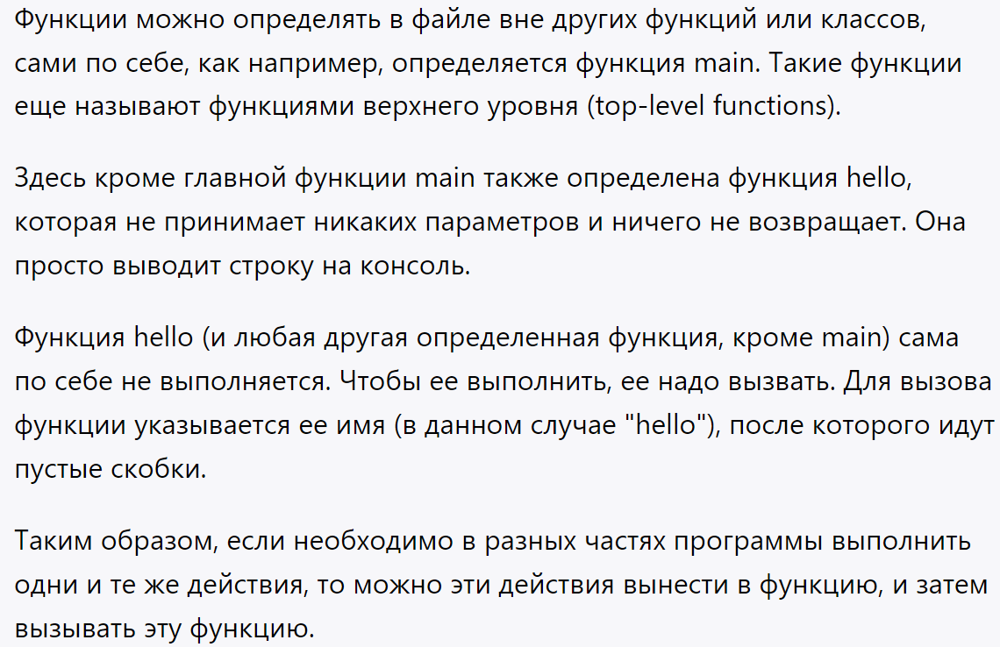 Функции можно определять в файле вне других функций или классов,
сами по себе, как например, определяется функция main. Такие функции
еще называют функциями верхнего уровня (top-level functions).
Здесь кроме главной функции main также определена функция hello,
которая не принимает никаких параметров и ничего не возвращает. Она
просто выводит строку на консоль.
Функция hello (и любая другая определенная функция, кроме main) сама
по себе не выполняется. Чтобы ее выполнить, ее надо вызвать. Для вызова
функции указывается ее имя (в данном случае "hello"), после которого идут
пустые скобки.
Таким образом, если необходимо в разных частях программы выполнить
одни и те же действия, то можно эти действия вынести в функцию, и затем
вызывать эту функцию.